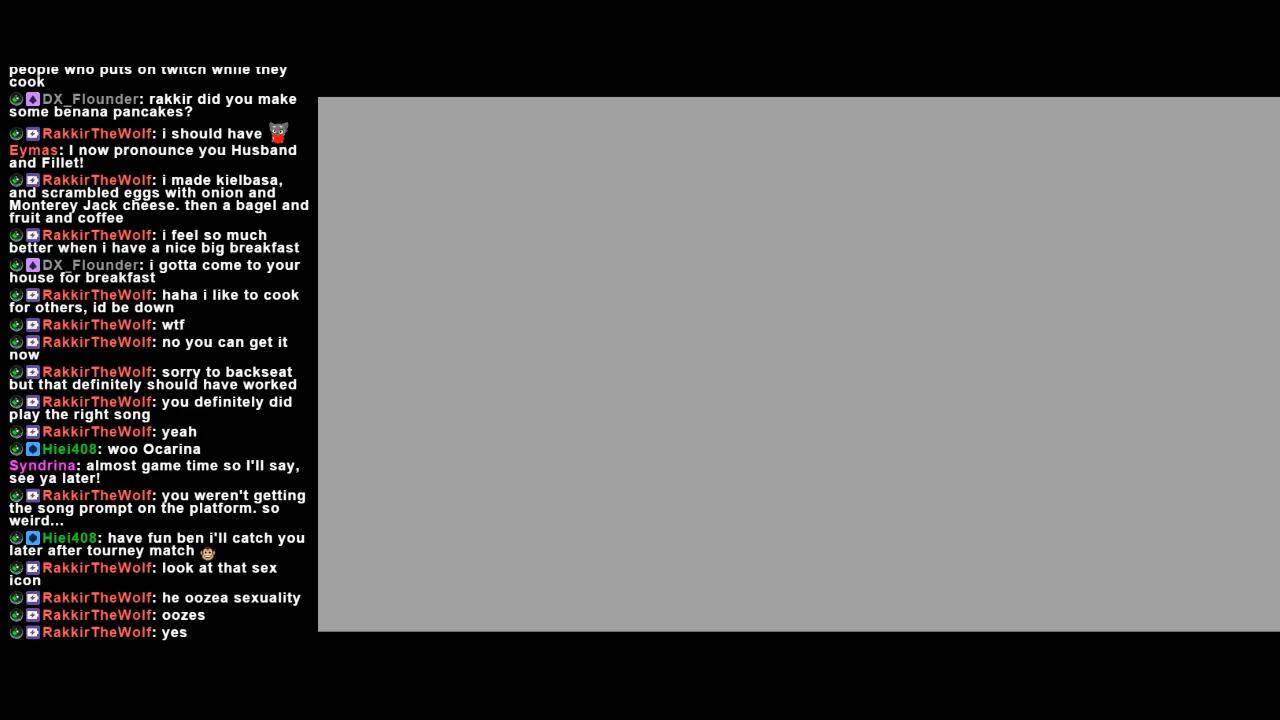 people who puts on twitch while they
cook
DX_Flounder: rakkir did you make
some benana pancakes?
RakkirTheWolf: i should have
Eymas: I now pronounce you Husband
and Fillet!
RakkirTheWolf: i made kielbasa,
and scrambled eggs with onion and
Monterey Jack cheese. then a bagel and
fruit and coffee
RakkirTheWolf: i feel so much
better when i have a nice big breakfast
DX_Flounder: i gotta come to your
house for breakfast
RakkirTheWolf: haha i like to cook
for others, id be down
RakkirTheWolf: wtf
RakkirTheWolf: no you can get it
now
RakkirTheWolf: sorry to backseat
but that definitely should have worked
RakkirTheWolf: you definitely did
play the right song
RakkirTheWolf: yeah
Hiei408: woo Ocarina
Syndrina: almost game time so I'll say,
see ya later!
RakkirTheWolf: you weren't getting
the song prompt on the platform. so
weird...
Hiei408: have fun ben i'll catch you
later after tourney match
RakkirTheWolf: look at that sex
icon
RakkirTheWolf: he oozea sexuality
RakkirTheWolf: oozes
RakkirTheWolf: yes